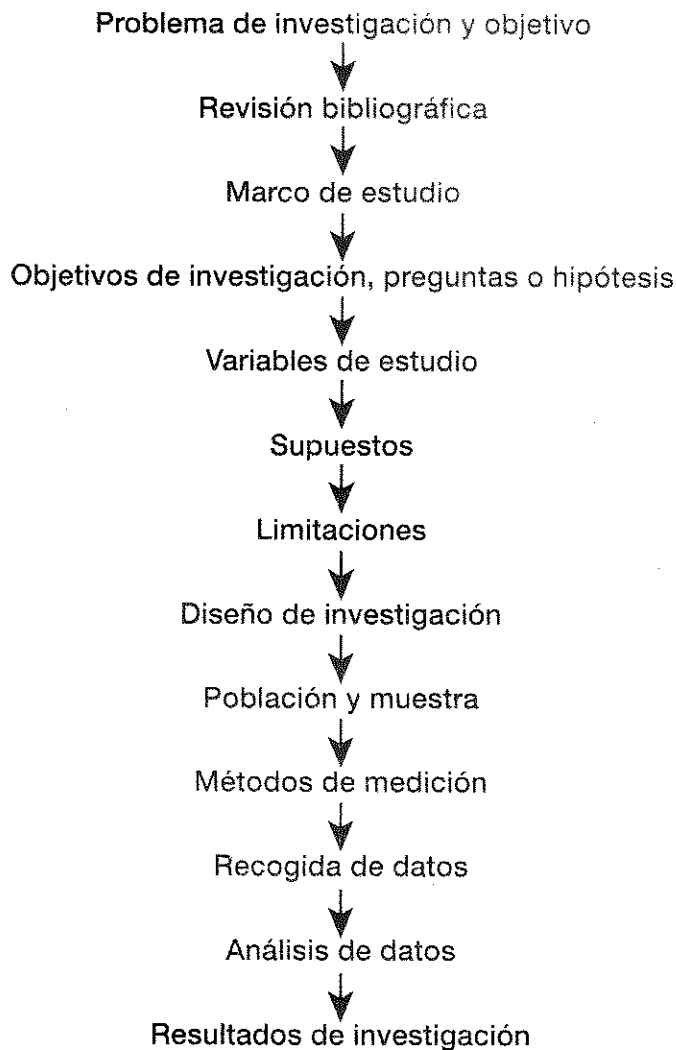 Problema de investigación y objetivo
Revisión bibliográfica
Marco de estudio
Objetivos de investigación, preguntas o hipótesis
Variables de estudio
Supuestos
Limitaciones
Diseño de investigación
Población y muestra
Métodos de medición
Recogida de datos
Análisis de datos
Resultados de investigación